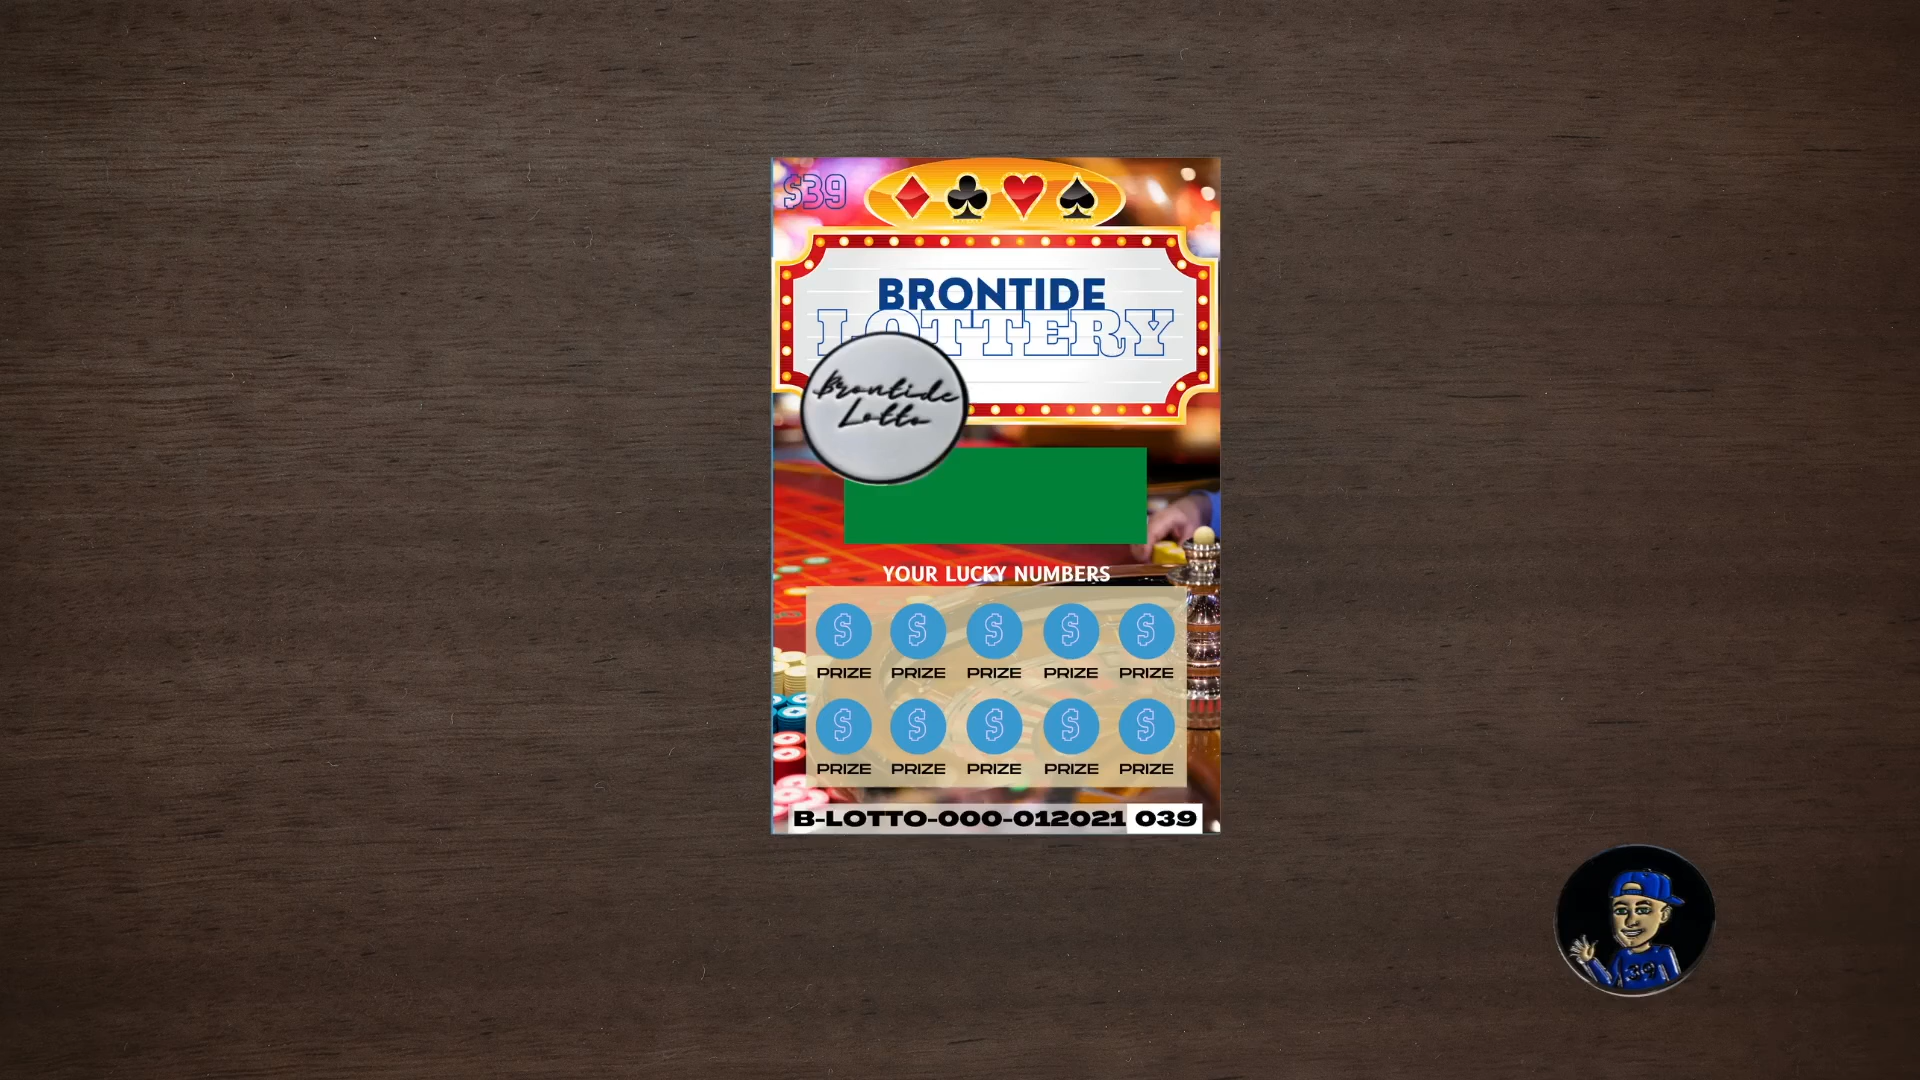 $39
BRONTIDE
LOTTERY
Brontide
Lotto
YOUR LUCKY NUMBERS
$ $ $ $ $
PRIZE PRIZE PRIZE PRIZE PRIZE
$ $ $ $ $
PRIZE PRIZE PRIZE PRIZE PRIZE
B-LOTTO-000-012021 039